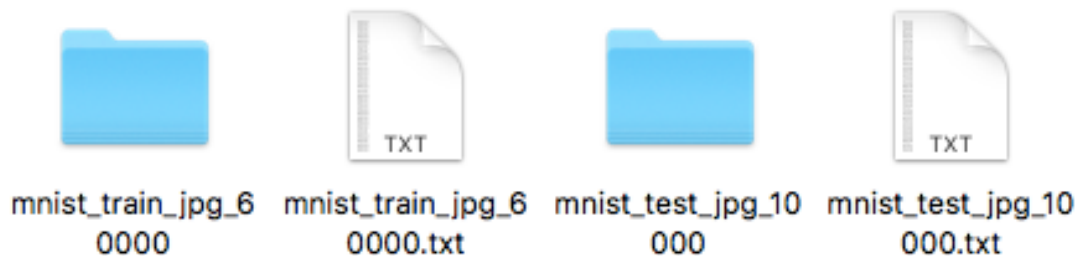 TXT
TXT
mnist_train_jpg_6
0000
mnist_train_jpg_6
0000.txt
mnist_test_jpg_10
000
mnist_test_jpg_10
000.txt